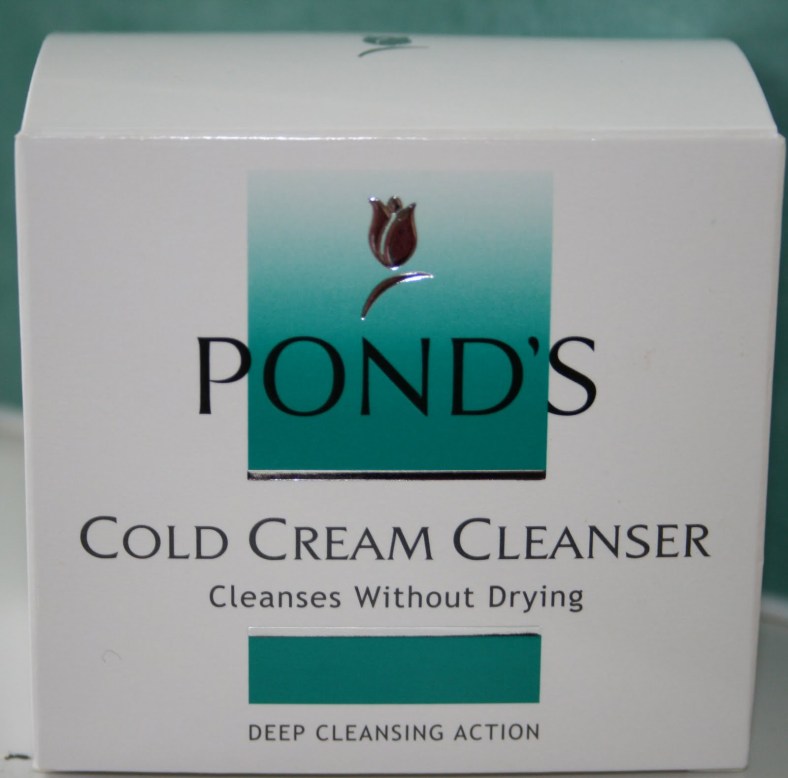 POND'S
COLD CREAM CLEANSER
Cleanses Without Drying
DEEP CLEANSING ACTION